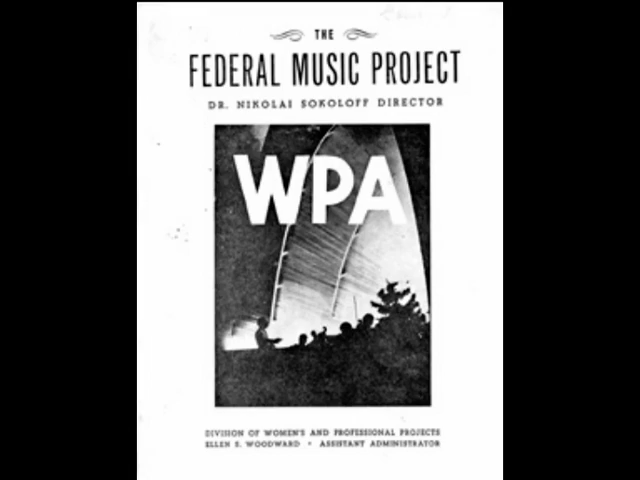 THE
FEDERAL MUSIC PROJECT
DR. NIKOLAI SOKOLOFF DIRECTOR
WPA
DIVISION OF WOMEN'S AND PROFESSIONAL PROJECTS
ELLEN S. WOODWARD • ASSISTANT ADMINISTRATOR